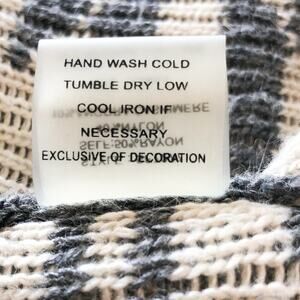 HAND WASH COLD
TUMBLE DRY LOW
COOL IRON IF
NECESSARY
EXCLUSIVE OF DECORATION